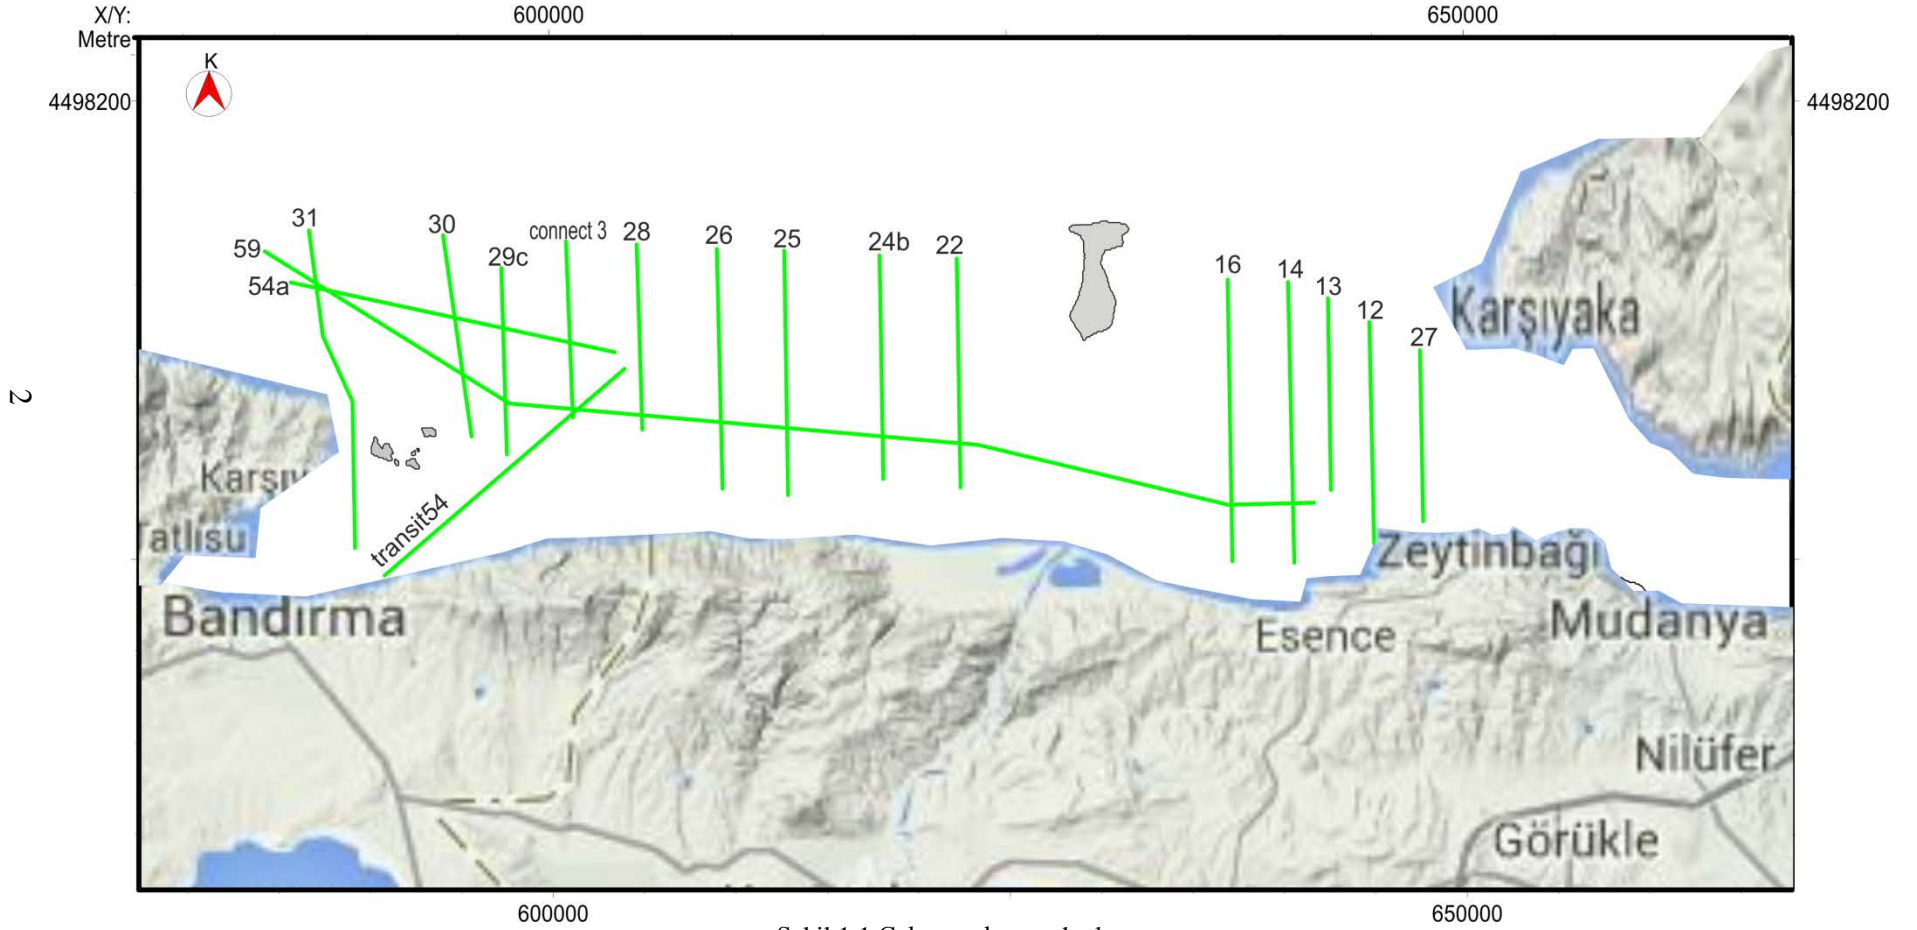 X/Y:
600000
650000
Metre
K
4498200
4498200
31
30
connect 3
28
26
25
24b
22
59
29c
16
14
54a
13
12
27
Karşıyaka
2
Karşıy
transit54
Tatlısu
Zeytinbağı
Bandırma
Mudanya
Esence
Nilüfer
Görükle
600000
650000